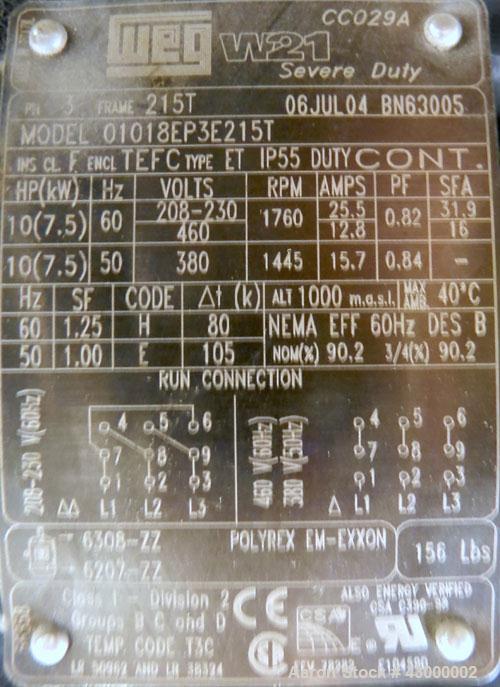 CC029A
WEG W21
Severe Duty
PH 3 FRAME 215T 06JUL04 BN63005
MODEL 01018EP3E215T
INS CL. F ENCL TEFC TYPE ET IP55 DUTY CONT.
HP(kW) Hz VOLTS RPM AMPS PF SFA
10(7.5) 60 208-230 1760 25.5 0.82 31.9
460 12.8 16
10(7.5) 50 380 1445 15.7 0.84 -
Hz SF CODE Δt (k) ALT 1000 m.a.s.l. MAX AMB. 40°C
60 1.25 H 80 NEMA EFF 60Hz DES B
50 1.00 E 105 NOM(%) 90.2 3/4(%) 90.2
RUN CONNECTION
208-230 V(60Hz)
4 5 6
7 8 9
1 2 3
ΔΔ L1 L2 L3
460 V(60Hz)
380 V(50Hz)
4 5 6
7 8 9
1 2 3
Δ L1 L2 L3
6308-ZZ POLYREX EM-EXXON 156 Lbs
6207-ZZ
Class I - Division 2 CE ALSO ENERGY VERIFIED
Groups B,C and D CSA C390-98
TEMP. CODE T3C
LR 50962 AND LR 38324
Aaron Stock # 43000002